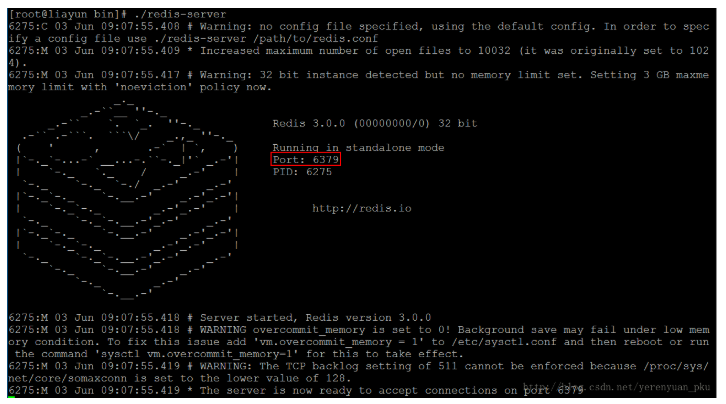 [root@liayun bin]# ./redis-server
6275:C 03 Jun 09:07:55.408 # Warning: no config file specified, using the default config. In order to spec
ify a config file use ./redis-server /path/to/redis.conf
6275:M 03 Jun 09:07:55.409 * Increased maximum number of open files to 10032 (it was originally set to 102
4).
6275:M 03 Jun 09:07:55.417 # Warning: 32 bit instance detected but no memory limit set. Setting 3 GB maxme
mory limit with 'noeviction' policy now.
Redis 3.0.0 (00000000/0) 32 bit
Running in standalone mode
Port: 6379
PID: 6275
http://redis.io
6275:M 03 Jun 09:07:55.418 # Server started, Redis version 3.0.0
6275:M 03 Jun 09:07:55.418 # WARNING overcommit_memory is set to 0! Background save may fail under low mem
ory condition. To fix this issue add 'vm.overcommit_memory = 1' to /etc/sysctl.conf and then reboot or run
the command 'sysctl vm.overcommit_memory=1' for this to take effect.
6275:M 03 Jun 09:07:55.419 # WARNING: The TCP backlog setting of 511 cannot be enforced because /proc/sys/
net/core/somaxconn is set to the lower value of 128.
6275:M 03 Jun 09:07:55.419 * The server is now ready to accept connections on port 6379
http://blog.csdn.net/yerenyuan_pku